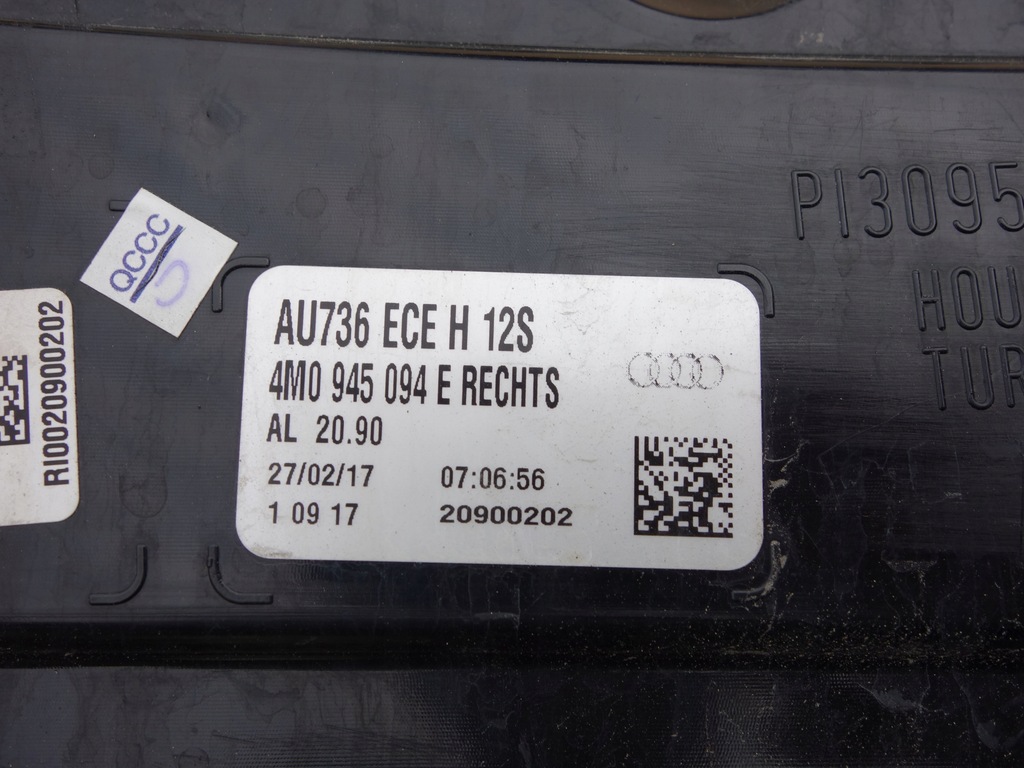 PI3095
HOU
TUR
QCCC
RI00209000202
AU736 ECE H 12S
4M0 945 094 E RECHTS
AL 20.90
27/02/17 07:06:56
1 09 17 20900202